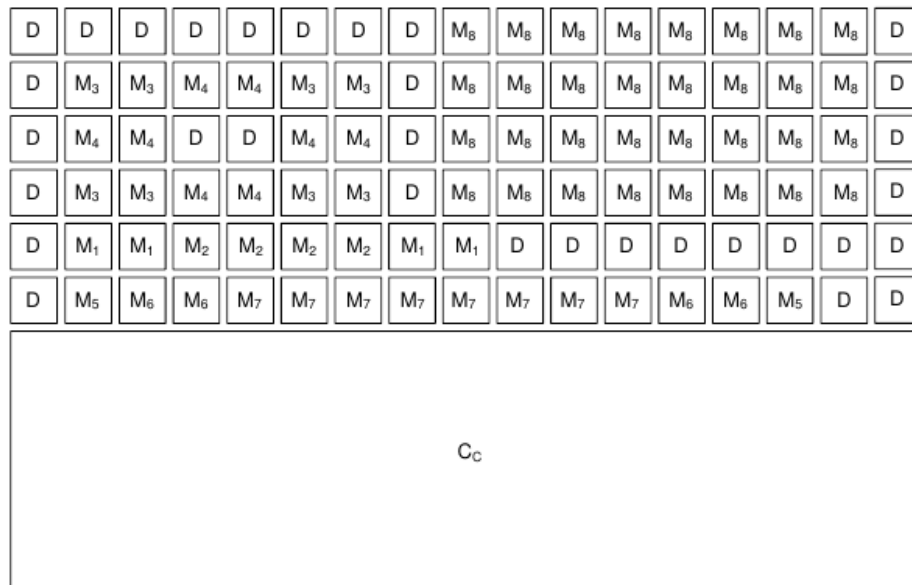 D D D D D D D D M₈ M₈ M₈ M₈ M₈ M₈ M₈ M₈ D
D M₃ M₃ M₄ M₄ M₃ M₃ D M₈ M₈ M₈ M₈ M₈ M₈ M₈ M₈ D
D M₄ M₄ D D M₄ M₄ D M₈ M₈ M₈ M₈ M₈ M₈ M₈ M₈ D
D M₃ M₃ M₄ M₄ M₃ M₃ D M₈ M₈ M₈ M₈ M₈ M₈ M₈ M₈ D
D M₁ M₁ M₂ M₂ M₂ M₂ M₁ M₁ D D D D D D D D
D M₅ M₆ M₆ M₇ M₇ M₇ M₇ M₇ M₇ M₇ M₇ M₆ M₆ M₅ D D
C_C